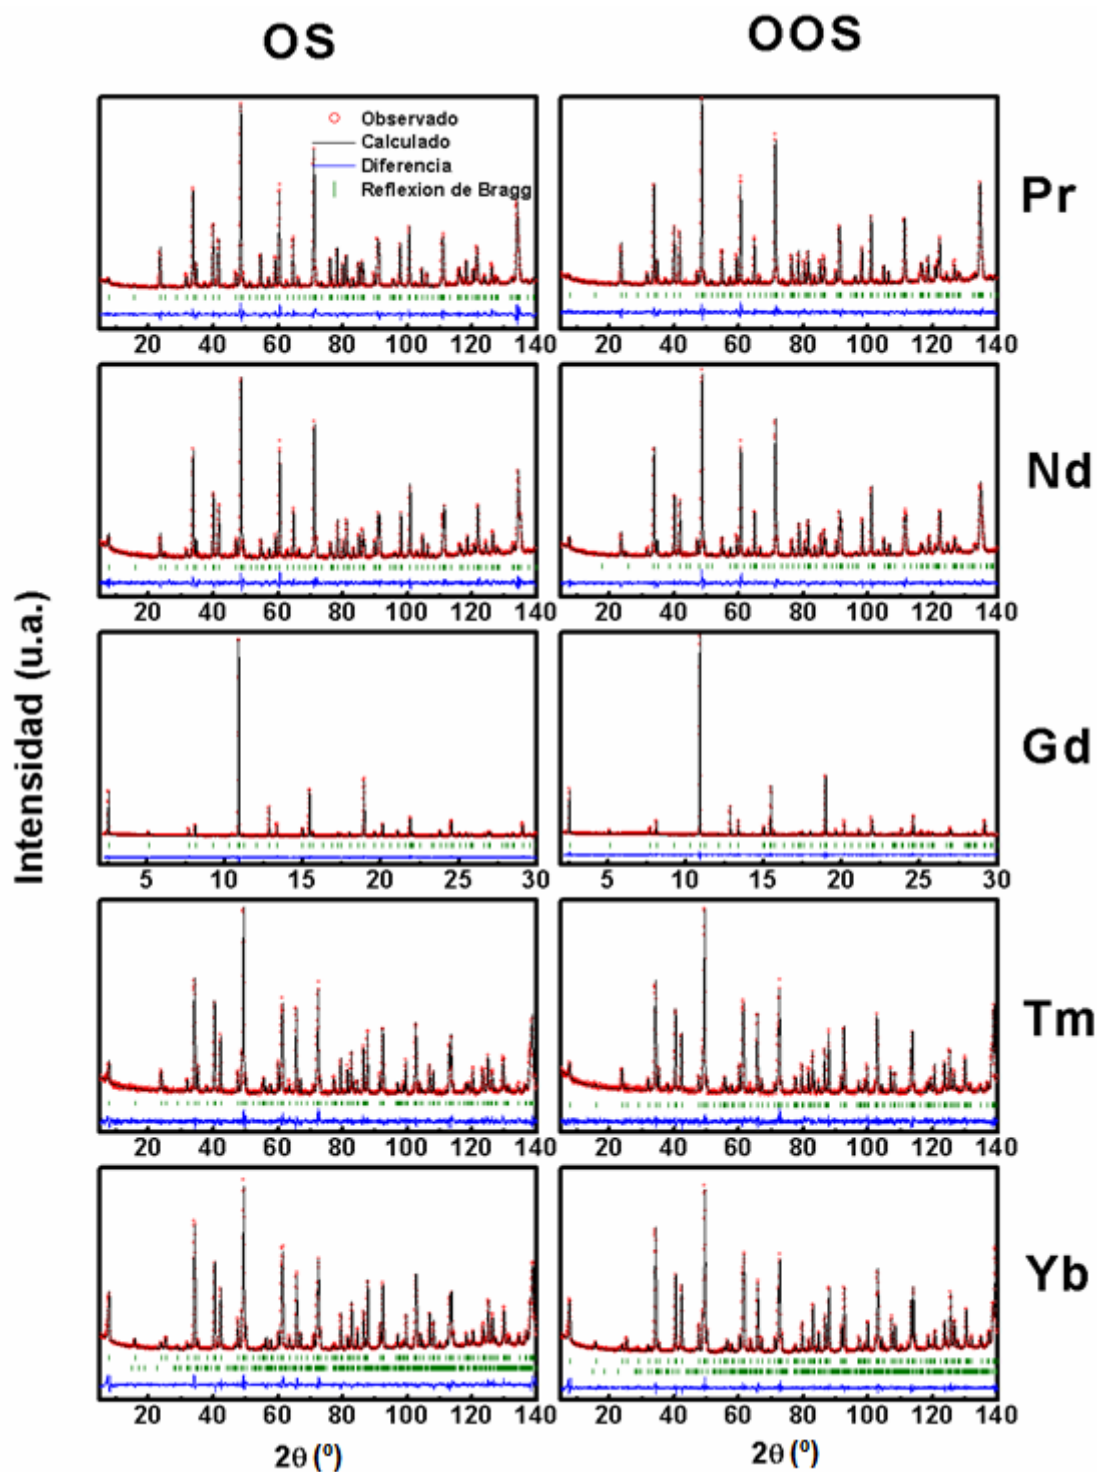 OS OOS
Observado
Calculado
Diferencia
Reflexion de Bragg
Pr
20 40 60 80 100 120 140 20 40 60 80 100 120 140
Nd
20 40 60 80 100 120 140 20 40 60 80 100 120 140
Intensidad (u.a.)
Gd
5 10 15 20 25 30 5 10 15 20 25 30
Tm
20 40 60 80 100 120 140 20 40 60 80 100 120 140
Yb
20 40 60 80 100 120 140 20 40 60 80 100 120 140
2θ (⁰) 2θ (⁰)